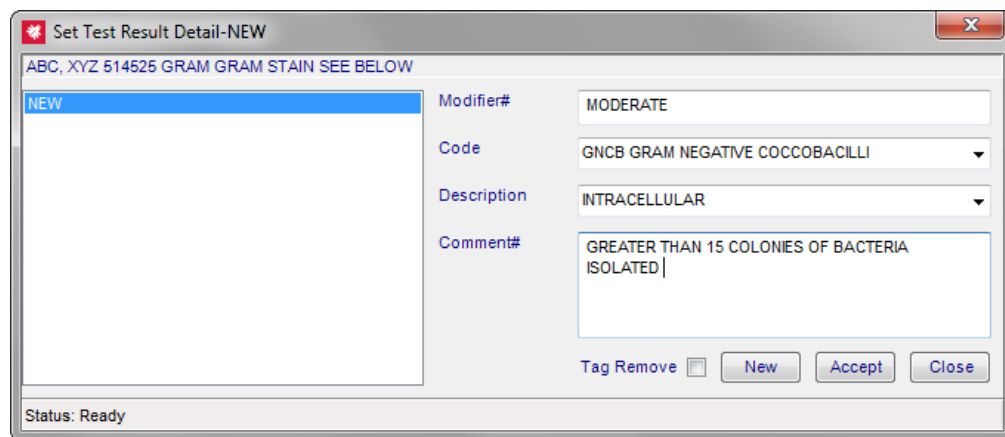 Set Test Result Detail-NEW
ABC, XYZ 514525 GRAM GRAM STAIN SEE BELOW
NEW
Modifier#
MODERATE
Code
GNCB GRAM NEGATIVE COCCOBACILLI
Description
INTRACELLULAR
Comment#
GREATER THAN 15 COLONIES OF BACTERIA
ISOLATED
Tag Remove
New
Accept
Close
Status: Ready